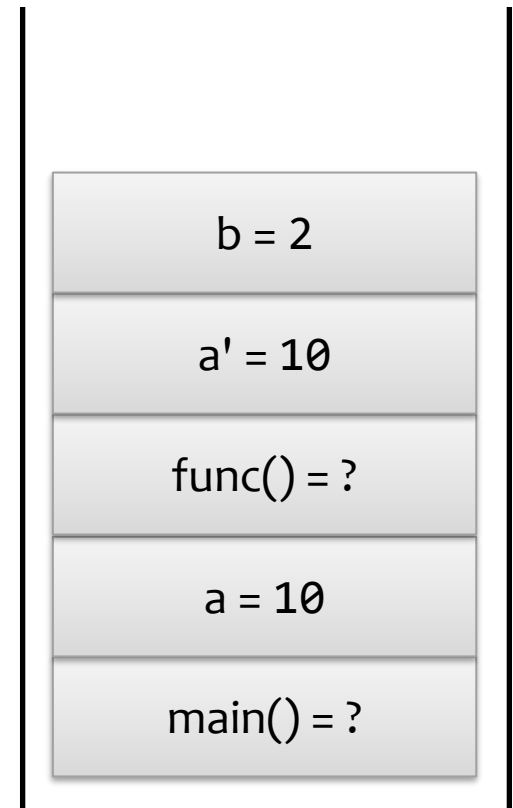 b = 2
a' = 10
func() = ?
a = 10
main() = ?